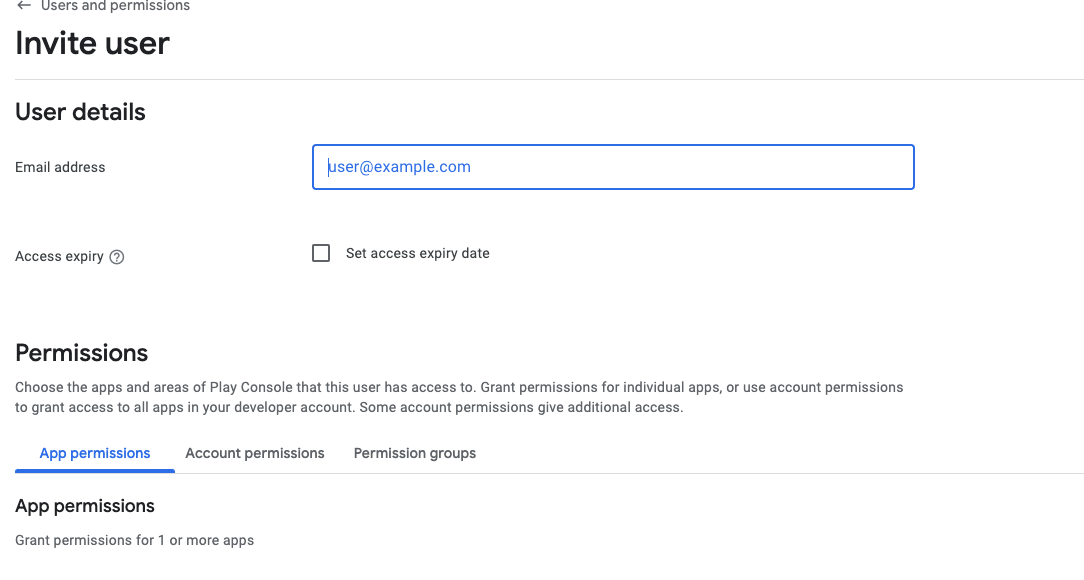 Users and permissions
Invite user
User details
Email address
user@example.com
Access expiry
Set access expiry date
Permissions
Choose the apps and areas of Play Console that this user has access to. Grant permissions for individual apps, or use account permissions
to grant access to all apps in your developer account. Some account permissions give additional access.
App permissions Account permissions Permission groups
App permissions
Grant permissions for 1 or more apps